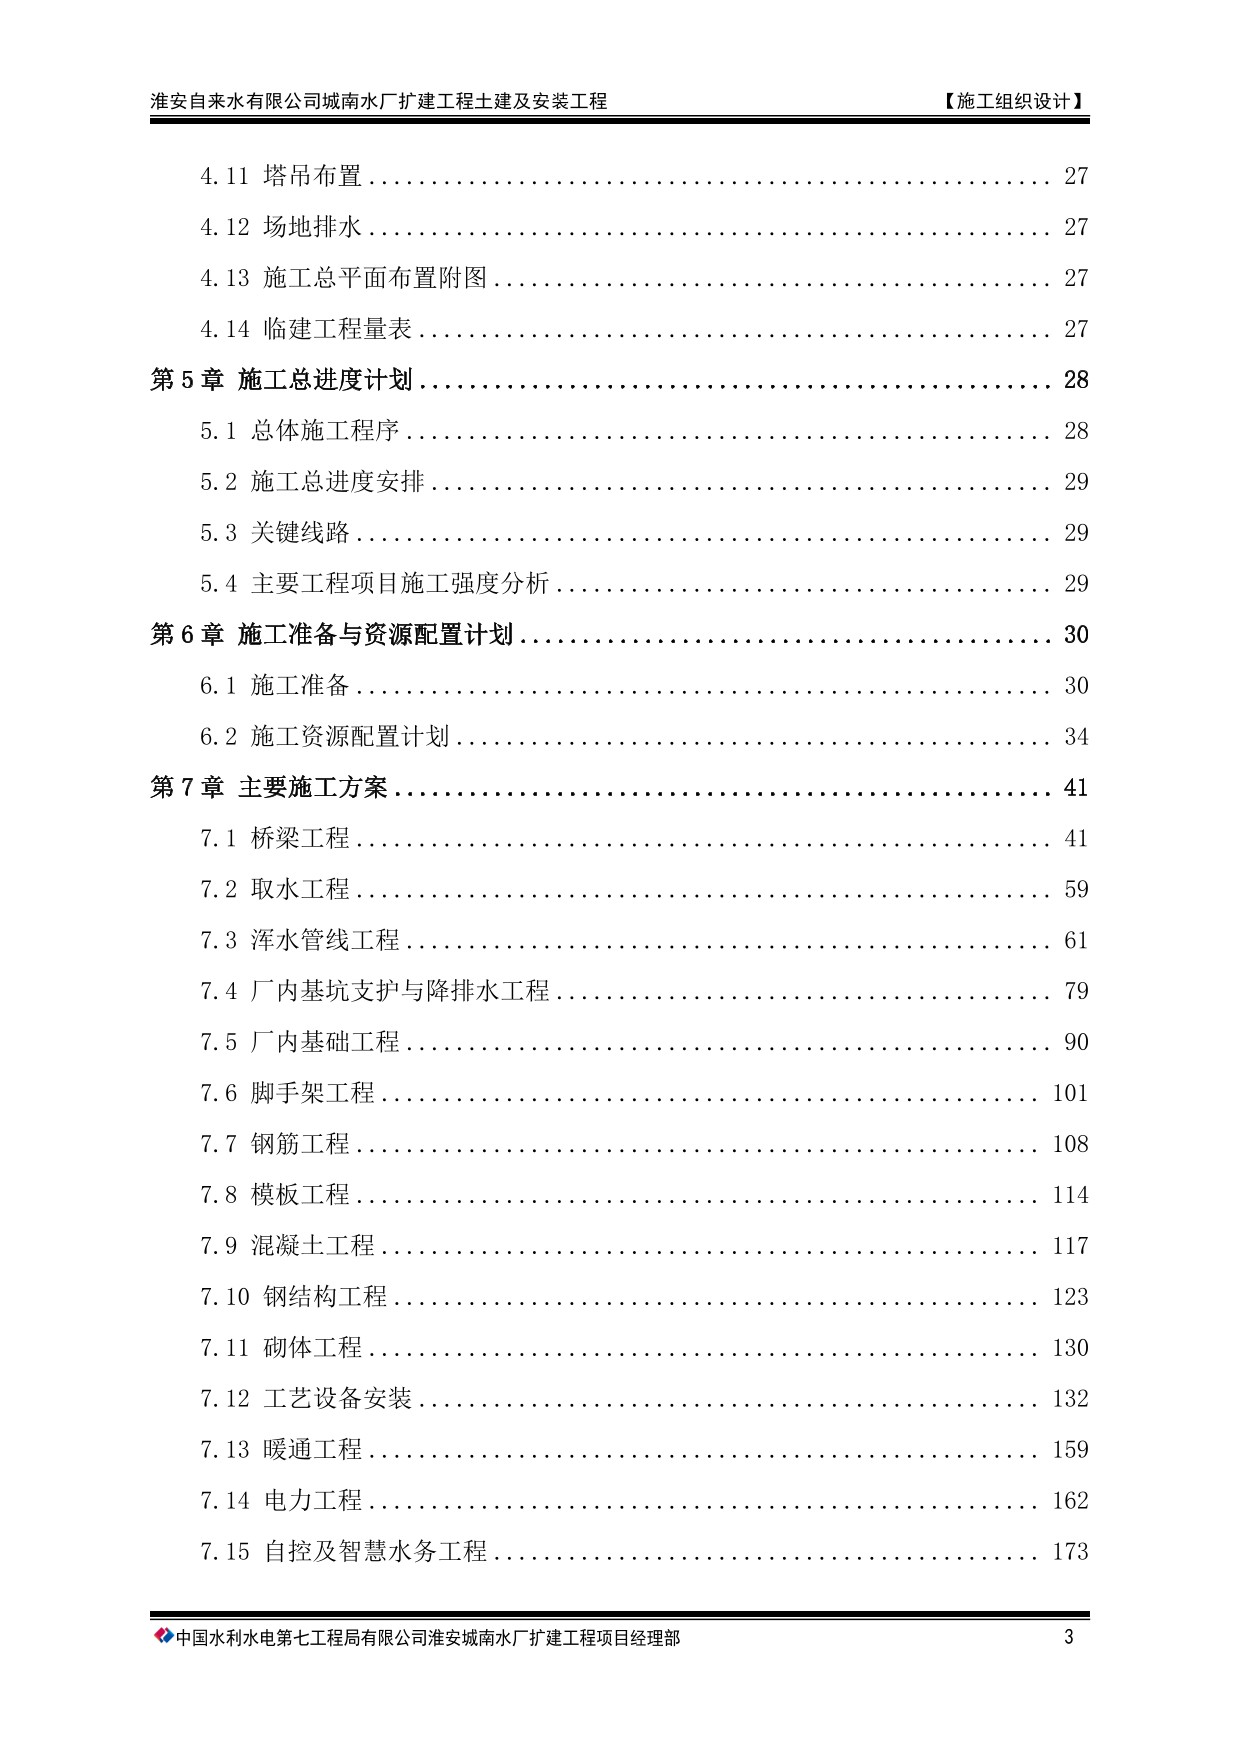 淮安自来水有限公司城南水厂扩建工程土建及安装工程 【施工组织设计】
4.11 塔吊布置...................................................... 27
4.12 场地排水...................................................... 27
4.13 施工总平面布置附图............................................ 27
4.14 临建工程量表.................................................. 27
第 5 章 施工总进度计划.................................................. 28
5.1 总体施工程序................................................... 28
5.2 施工总进度安排................................................. 29
5.3 关键线路....................................................... 29
5.4 主要工程项目施工强度分析....................................... 29
第 6 章 施工准备与资源配置计划.......................................... 30
6.1 施工准备....................................................... 30
6.2 施工资源配置计划............................................... 34
第 7 章 主要施工方案.................................................... 41
7.1 桥梁工程....................................................... 41
7.2 取水工程....................................................... 59
7.3 浑水管线工程................................................... 61
7.4 厂内基坑支护与降排水工程....................................... 79
7.5 厂内基础工程................................................... 90
7.6 脚手架工程.................................................... 101
7.7 钢筋工程...................................................... 108
7.8 模板工程...................................................... 114
7.9 混凝土工程.................................................... 117
7.10 钢结构工程................................................... 123
7.11 砌体工程..................................................... 130
7.12 工艺设备安装................................................. 132
7.13 暖通工程..................................................... 159
7.14 电力工程..................................................... 162
7.15 自控及智慧水务工程........................................... 173
中国水利水电第七工程局有限公司淮安城南水厂扩建工程项目经理部 3